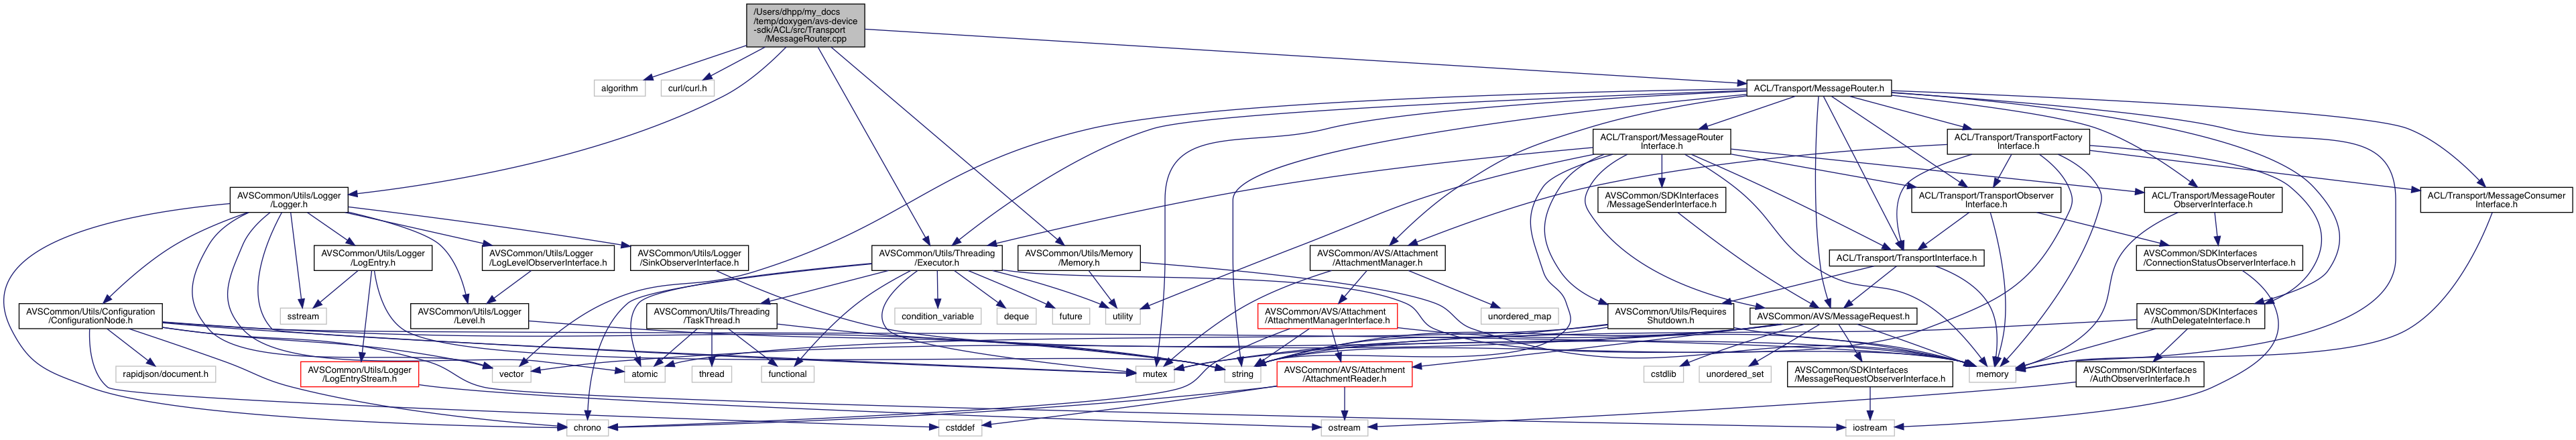 /Users/dhpp/my_docs
/temp/doxygen/avs-device
-sdk/ACL/src/Transport
/MessageRouter.cpp
algorithm
curl/curl.h
ACL/Transport/MessageRouter.h
ACL/Transport/MessageRouter
Interface.h
ACL/Transport/TransportFactory
Interface.h
AVSCommon/Utils/Logger
/Logger.h
AVSCommon/SDKInterfaces
/MessageSenderInterface.h
ACL/Transport/TransportObserver
Interface.h
ACL/Transport/MessageRouter
ObserverInterface.h
ACL/Transport/MessageConsumer
Interface.h
AVSCommon/Utils/Logger
/LogEntry.h
AVSCommon/Utils/Logger
/LogLevelObserverInterface.h
AVSCommon/Utils/Logger
/SinkObserverInterface.h
AVSCommon/Utils/Threading
/Executor.h
AVSCommon/Utils/Memory
/Memory.h
AVSCommon/AVS/Attachment
/AttachmentManager.h
ACL/Transport/TransportInterface.h
AVSCommon/SDKInterfaces
/ConnectionStatusObserverInterface.h
AVSCommon/Utils/Configuration
/ConfigurationNode.h
sstream
AVSCommon/Utils/Logger
/Level.h
AVSCommon/Utils/Threading
/TaskThread.h
condition_variable
deque
future
utility
AVSCommon/AVS/Attachment
/AttachmentManagerInterface.h
unordered_map
AVSCommon/Utils/Requires
Shutdown.h
AVSCommon/AVS/MessageRequest.h
AVSCommon/SDKInterfaces
/AuthDelegateInterface.h
rapidjson/document.h
AVSCommon/Utils/Logger
/LogEntryStream.h
vector
atomic
thread
functional
mutex
string
AVSCommon/AVS/Attachment
/AttachmentReader.h
cstdlib
unordered_set
AVSCommon/SDKInterfaces
/MessageRequestObserverInterface.h
memory
AVSCommon/SDKInterfaces
/AuthObserverInterface.h
chrono
cstddef
ostream
iostream